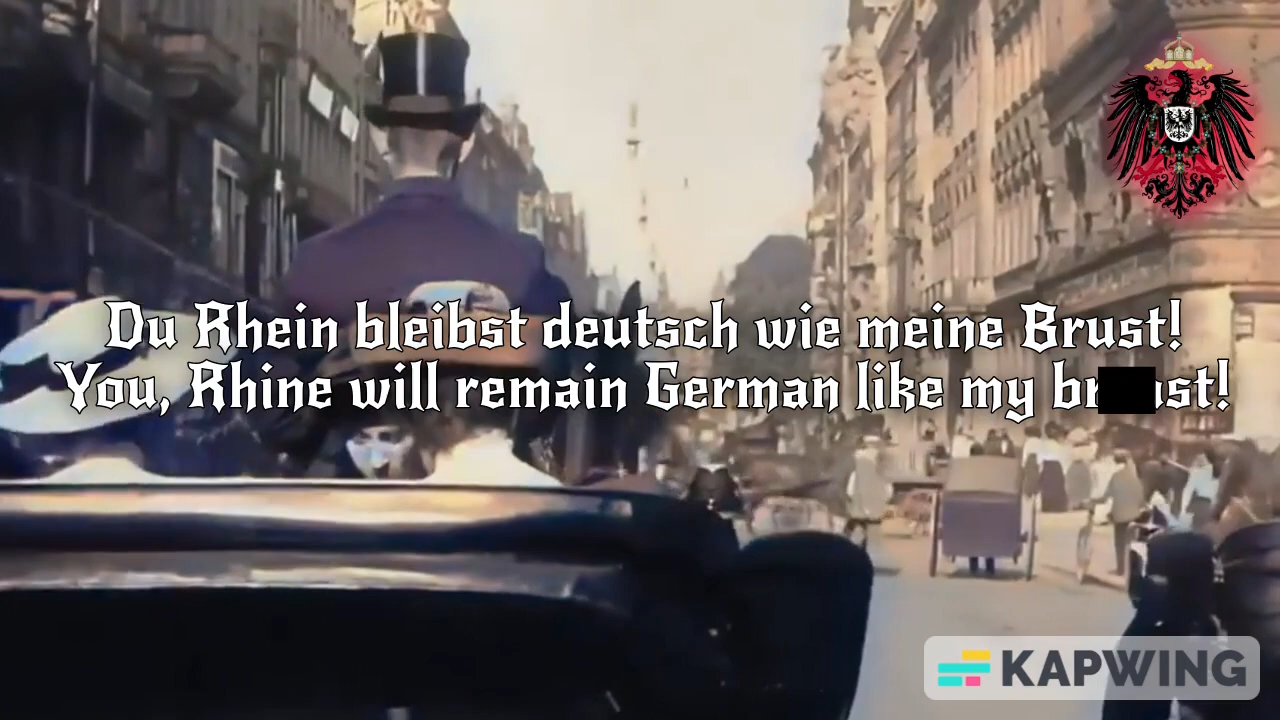 Du Rhein bleibst deutsch wie meine Brust!
You, Rhine will remain German like my
KAPWING